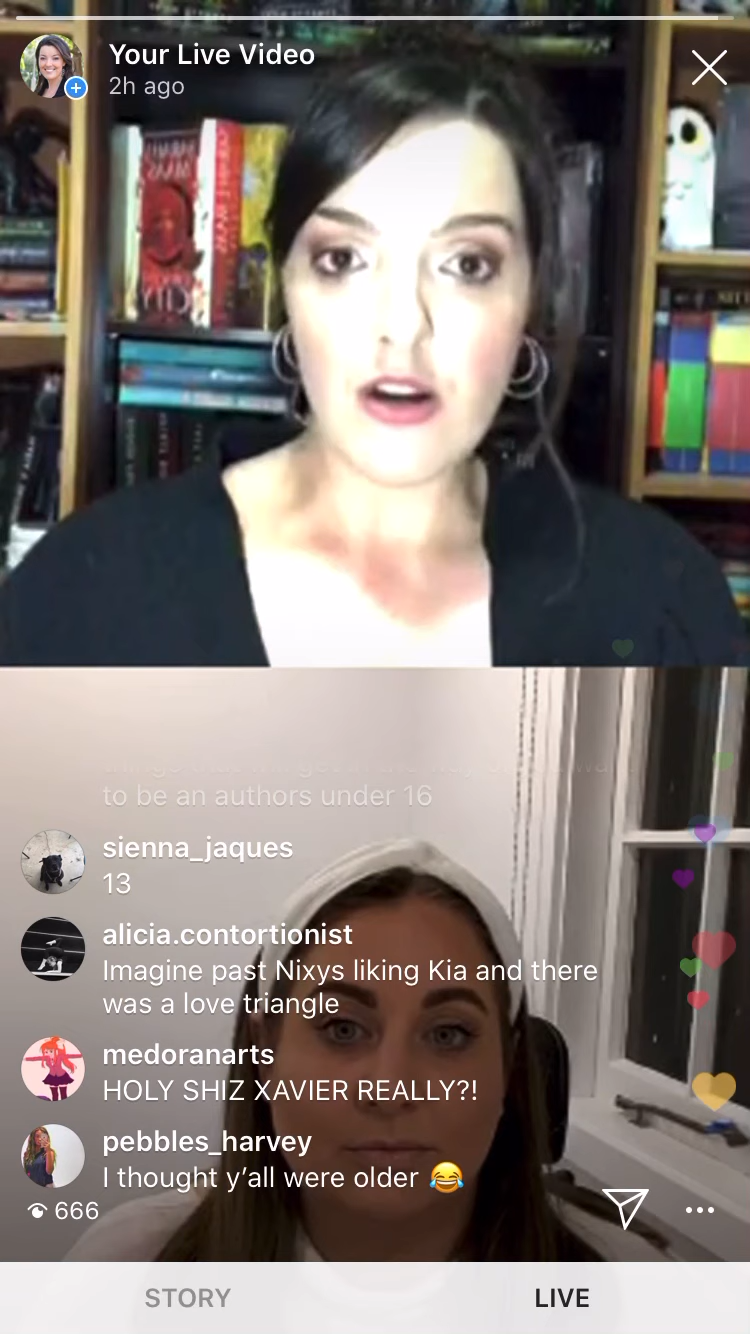 Your Live Video
2h ago
to be an authors under 16
sienna_jaques
13
alicia.contortionist
Imagine past Nixys liking Kia and there
was a love triangle
medoranarts
HOLY SHIZ XAVIER REALLY?!
pebbles_harvey
I thought y’all were older 😂
666
STORY
LIVE